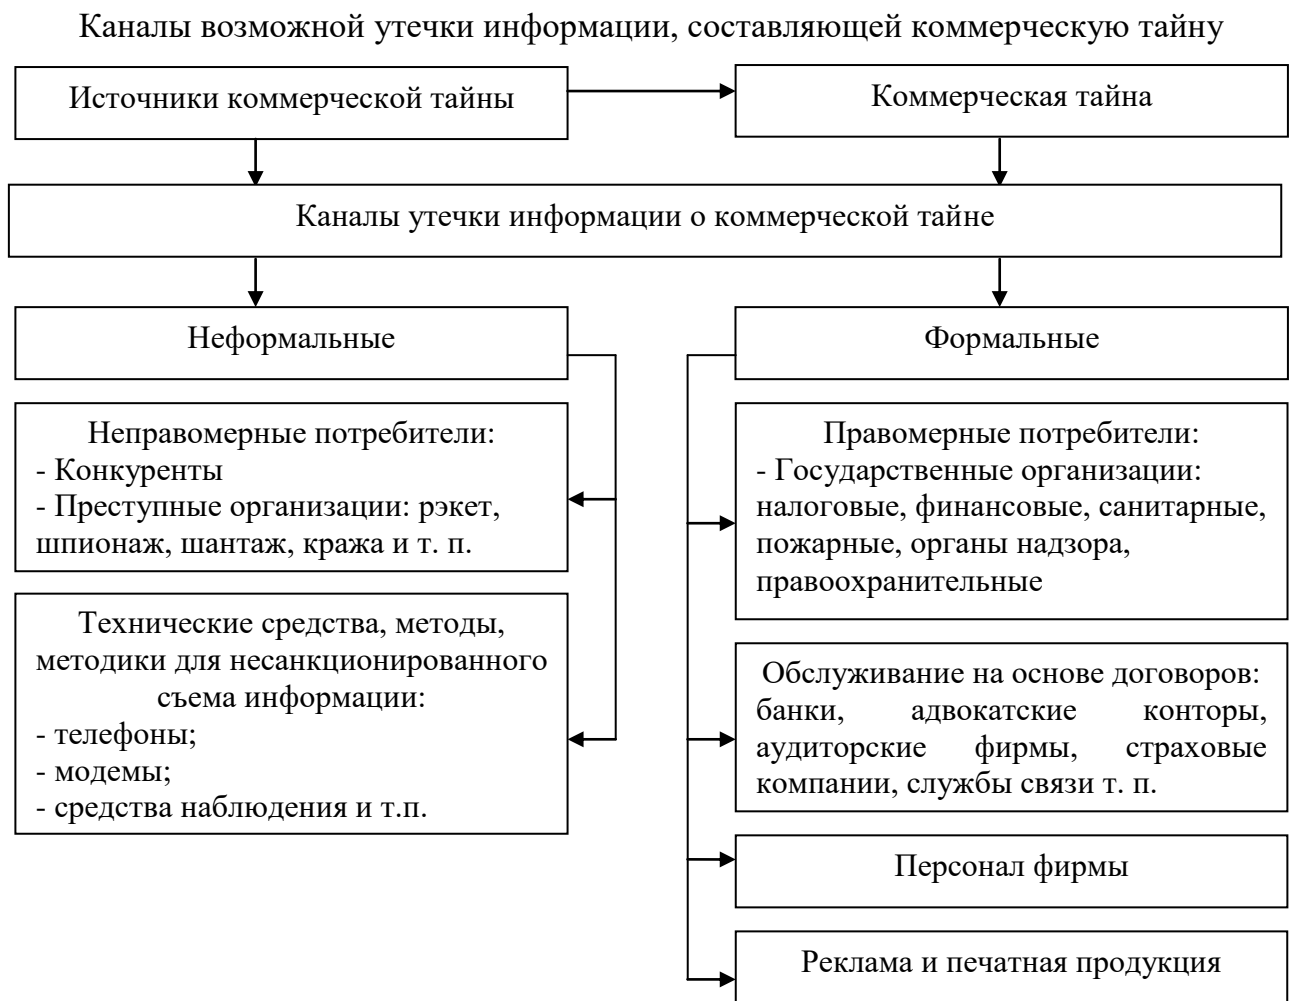 Каналы возможной утечки информации, составляющей коммерческую тайну
Источники коммерческой тайны
Коммерческая тайна
Каналы утечки информации о коммерческой тайне
Неформальные
Формальные
Неправомерные потребители:
- Конкуренты
- Преступные организации: рэкет,
шпионаж, шантаж, кража и т. п.
Технические средства, методы,
методики для несанкционированного
съема информации:
- телефоны;
- модемы;
- средства наблюдения и т.п.
Правомерные потребители:
- Государственные организации:
налоговые, финансовые, санитарные,
пожарные, органы надзора,
правоохранительные
Обслуживание на основе договоров:
банки, адвокатские конторы,
аудиторские фирмы, страховые
компании, службы связи т. п.
Персонал фирмы
Реклама и печатная продукция